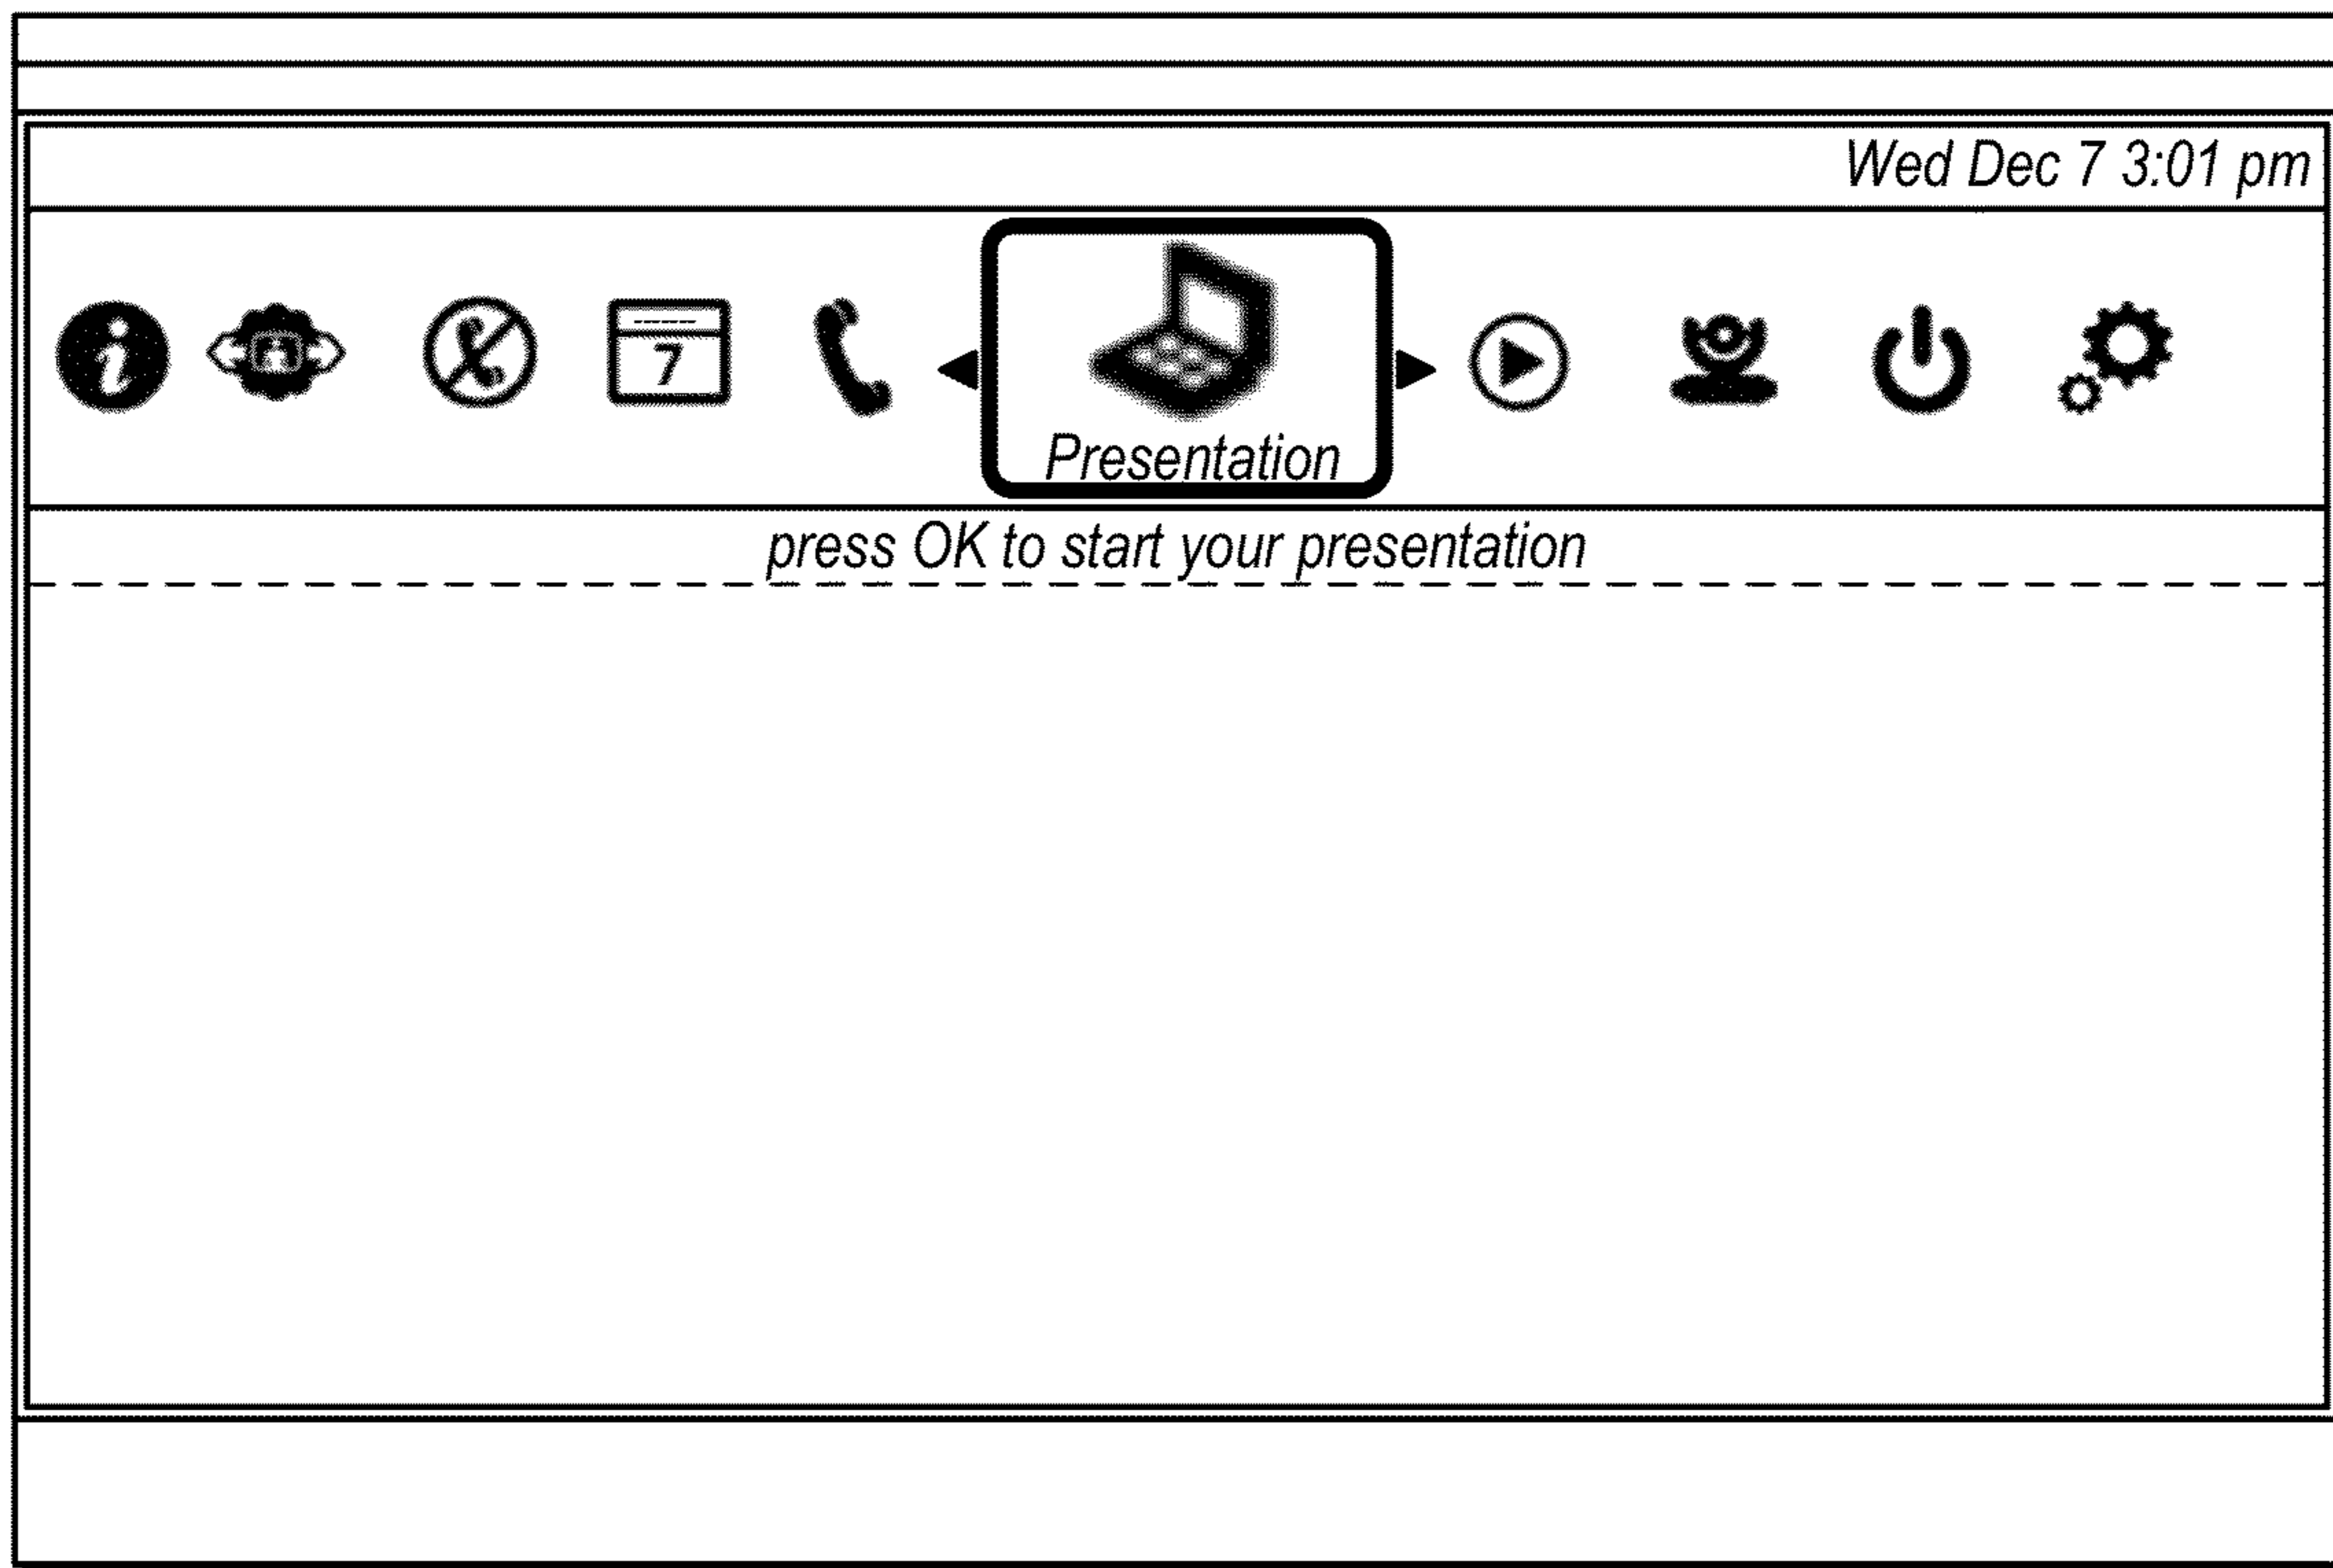 Wed Dec 7 3:01 pm
i
7
Presentation
press OK to start your presentation